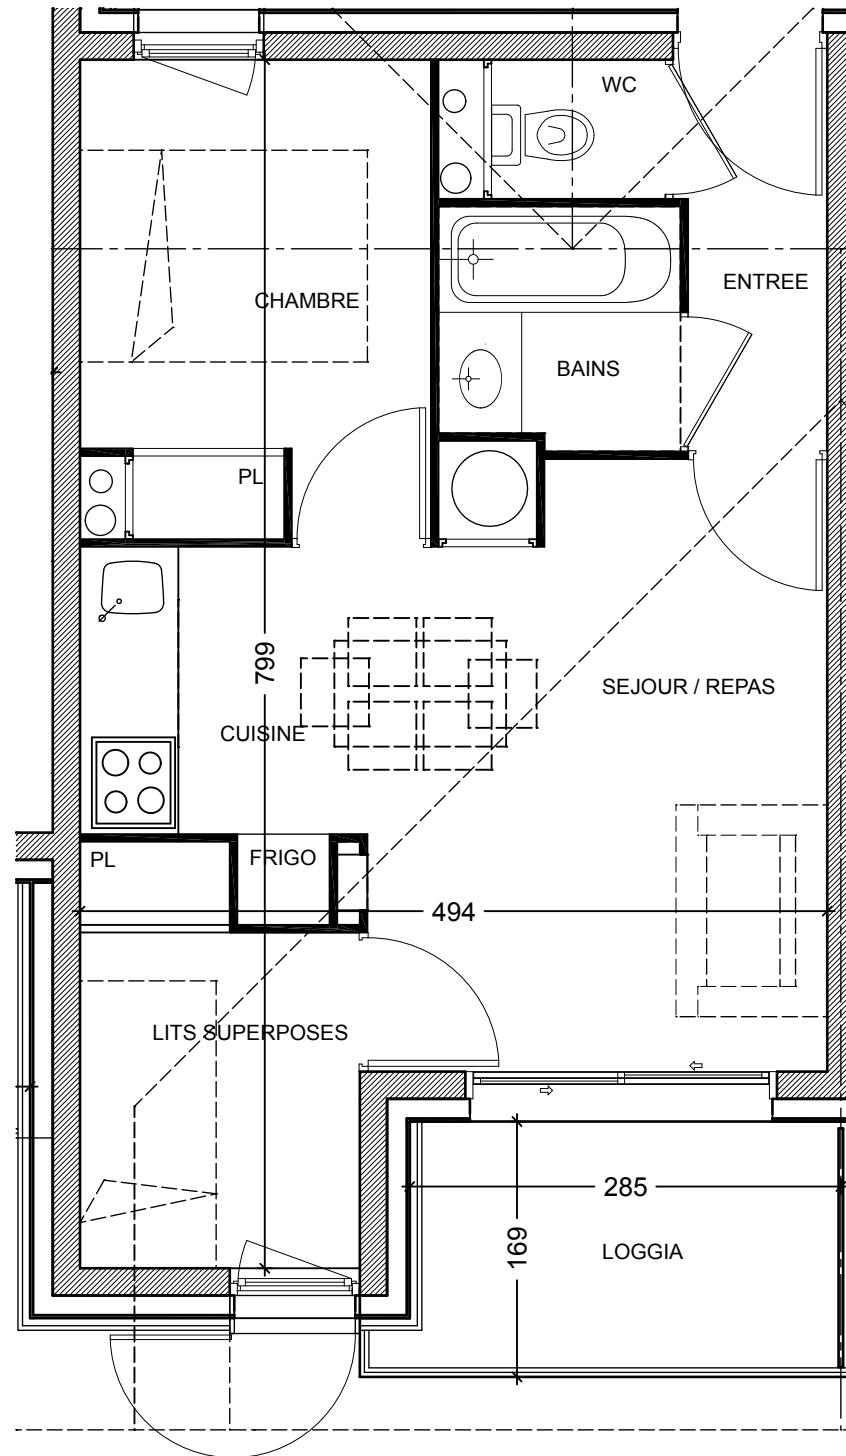 WC
ENTREE
CHAMBRE
BAINS
PL
799
SEJOUR / REPAS
CUISINE
PL
FRIGO
494
LITS SUPERPOSES
285
169
LOGGIA